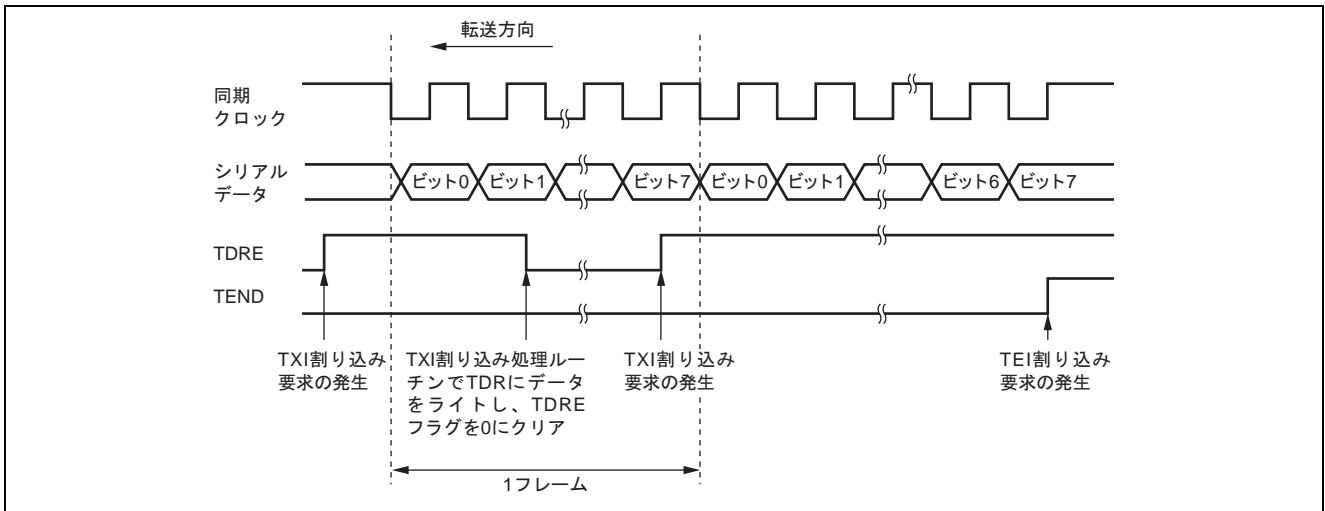 転送方向
同期
クロック
シリアル
データ
ビット0
ビット1
ビット7
ビット0
ビット1
ビット6
ビット7
TDRE
TEND
TXI割り込み
要求の発生
TXI割り込み処理ルー
チンでTDRにデータ
をライトし、TDRE
フラグを0にクリア
TXI割り込み
要求の発生
TEI割り込み
要求の発生
1フレーム